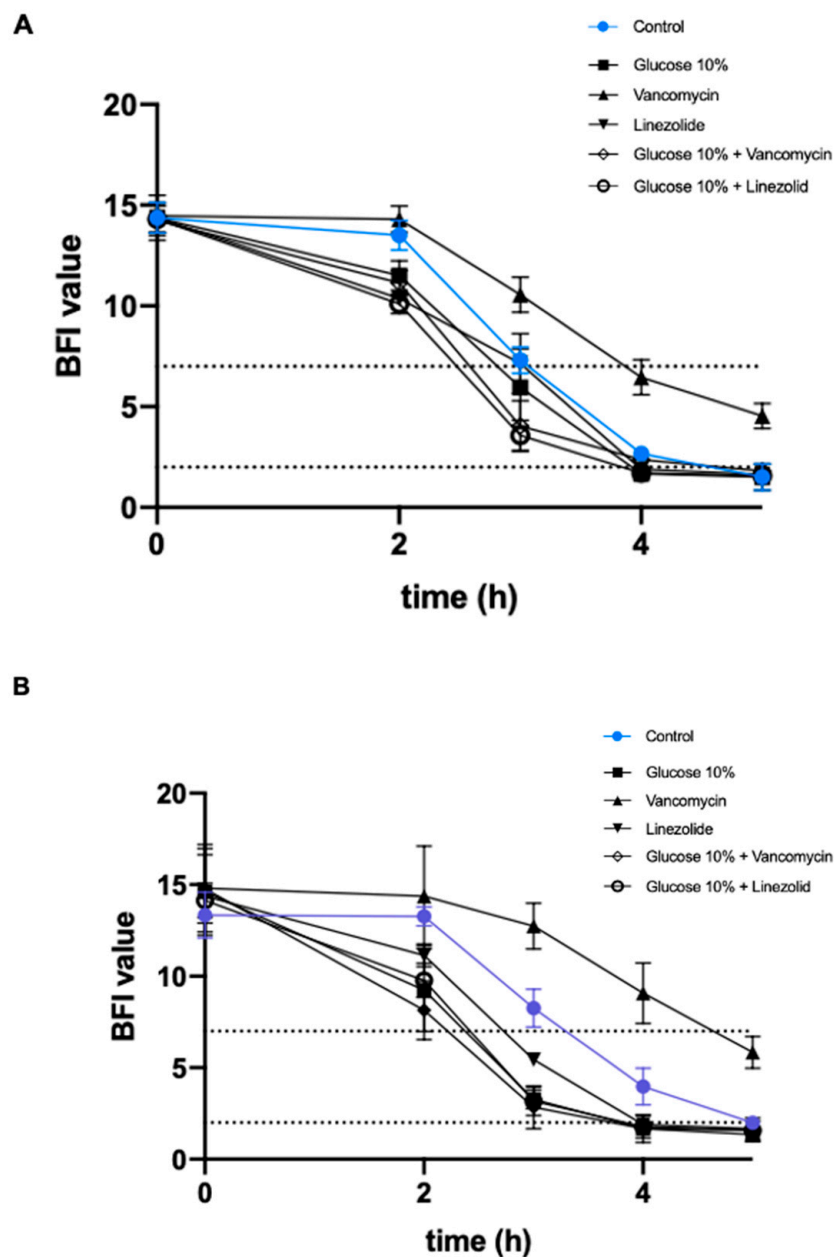 A
Control
Glucose 10%
Vancomycin
Linezolide
Glucose 10% + Vancomycin
Glucose 10% + Linezolid
20
15
10
5
0
BFI value
0 2 4
time (h)
B
Control
Glucose 10%
Vancomycin
Linezolide
Glucose 10% + Vancomycin
Glucose 10% + Linezolid
20
15
10
5
0
BFI value
0 2 4
time (h)